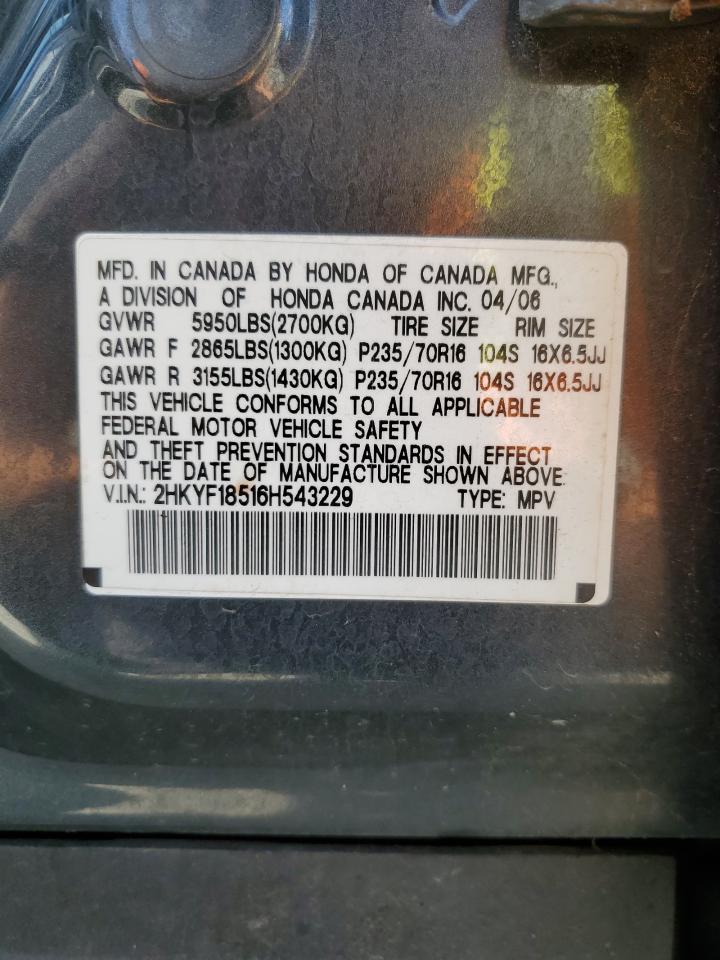 MFD. IN CANADA BY HONDA OF CANADA MFG.,
A DIVISION OF HONDA CANADA INC. 04/06
GVWR 5950LBS(2700KG) TIRE SIZE RIM SIZE
GAWR F 2865LBS(1300KG) P235/70R16 104S 16X6.5JJ
GAWR R 3155LBS(1430KG) P235/70R16 104S 16X6.5JJ
THIS VEHICLE CONFORMS TO ALL APPLICABLE
FEDERAL MOTOR VEHICLE SAFETY
AND THEFT PREVENTION STANDARDS IN EFFECT
ON THE DATE OF MANUFACTURE SHOWN ABOVE.
V.I.N.: 2HKYF18516H543229 TYPE: MPV